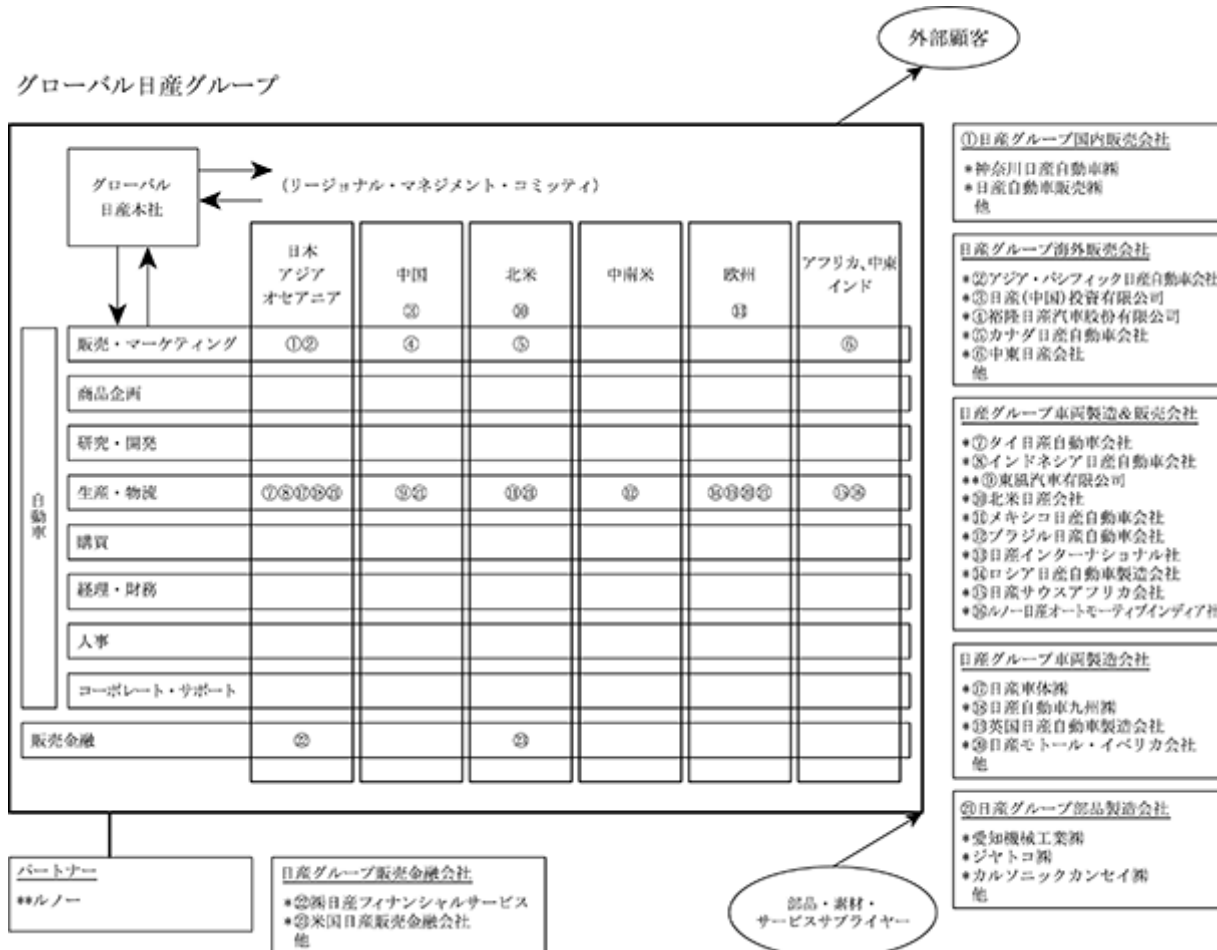 外部顧客
グローバル日産グループ
グローバル
日産本社
(リージョナル・マネジメント・コミッティ)
日本
アジア
オセアニア
中国
北米
中南米
欧州
アフリカ、中東
インド
自動車
販売・マーケティング ①② ④ ⑤ ⑥
商品企画
研究・開発
生産・物流
購買
経理・財務
人事
コーポレート・サポート
販売金融 ㉒ ㉓
①日産グループ国内販売会社
*神奈川日産自動車㈱
*日産自動車販売㈱
他
日産グループ海外販売会社
アジア・パシフィック日産自動車会社
*③日産(中国)投資有限公司
*④裕隆日産汽車股份有限公司
*⑤カナダ日産自動車会社
*⑥中東日産会社
他
日産グループ車両製造&販売会社
*⑦タイ日産自動車会社
*⑧インドネシア日産自動車会社
**⑨東風汽車有限公司
*⑩北米日産会社
*⑪メキシコ日産自動車会社
*⑫ブラジル日産自動車会社
*⑬日産インターナショナル社
*⑭ロシア日産自動車製造会社
*⑮日産サウスアフリカ会社
*⑯ルノー日産オートモーティブインディア社
日産グループ車両製造会社
*⑰日産車体㈱
*⑱日産自動車九州㈱
*⑲英国日産自動車製造会社
*⑳日産モトール・イベリカ会社
他
㉑日産グループ部品製造会社
*愛知機械工業㈱
*ジヤトコ㈱
*カルソニックカンセイ㈱
他
パートナー
**ルノー
日産グループ販売金融会社
*㉒㈱日産フィナンシャルサービス
*㉓米国日産販売金融会社
他
部品・素材・
サービスサプライヤー